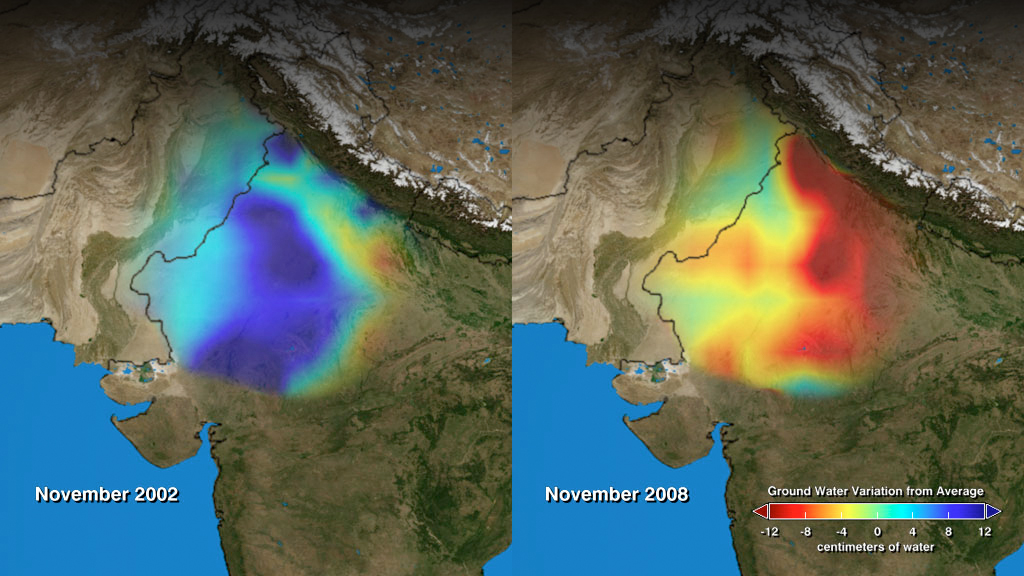 November 2002
November 2008
Ground Water Variation from Average
-12 -8 -4 0 4 8 12
centimeters of water